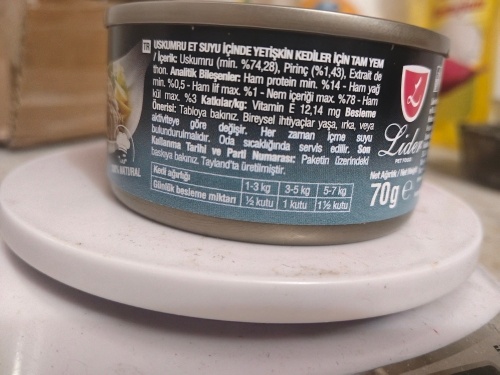 TR USKUMRU ET SUYU İÇİNDE YETİŞKİN KEDİLER İÇİN TAM YEM
/ İçerik: Uskumru (min. %74,28), Pirinç (%1,43), Extrait de
thon. Analitik Bileşenler: Ham protein min. %14 - Ham yağ
min. %0,5 - Ham lif max. %1 - Nem içeriği max. %78 - Ham
kül max. %3 Katkılar/kg: Vitamin E 12,14 mg Besleme
Önerisi: Tabloya bakınız. Bireysel ihtiyaçlar yaşa, ırka, veya
aktiviteye göre değişir. Her zaman içme suyu
bulundurulmalıdır. Oda sıcaklığında servis edilir. Son
Kullanma Tarihi ve Parti Numarası: Paketin üzerindeki
baskıya bakınız. Tayland'ta üretilmiştir.
Kedi ağırlığı 1-3 kg 3-5 kg 5-7 kg
Günlük besleme miktarı ½ kutu 1 kutu 1½ kutu
NATURAL
L
Lider
PET FOOD
Net Ağırlık / Net
70g e